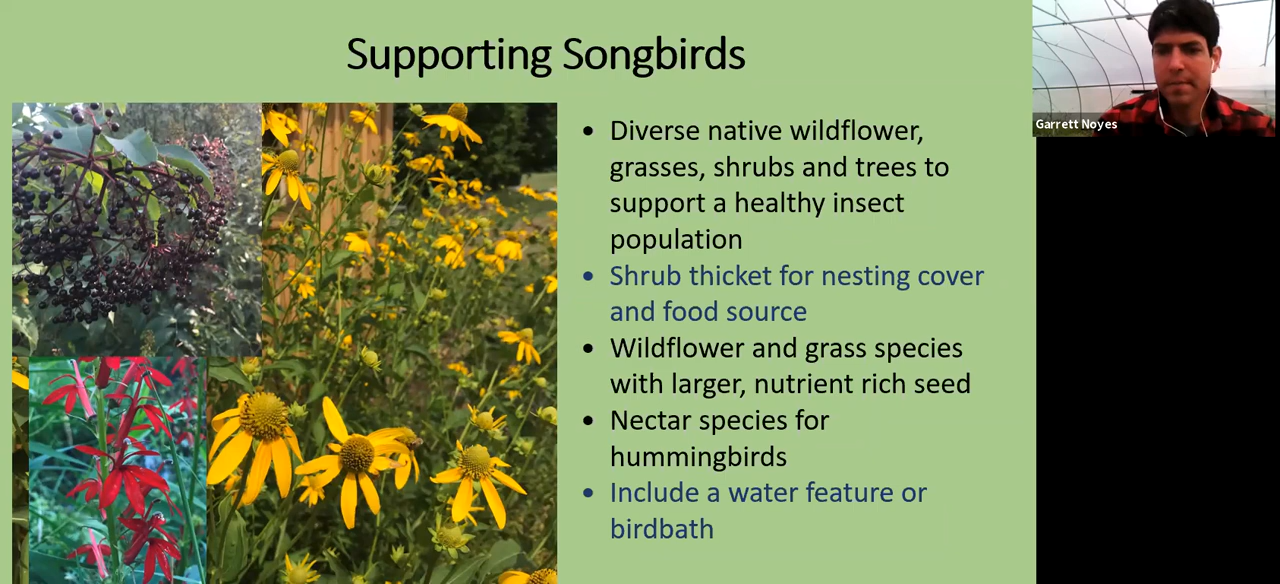 Supporting Songbirds
Garrett Noyes
• Diverse native wildflower,
grasses, shrubs and trees to
support a healthy insect
population
• Shrub thicket for nesting cover
and food source
• Wildflower and grass species
with larger, nutrient rich seed
• Nectar species for
hummingbirds
• Include a water feature or
birdbath